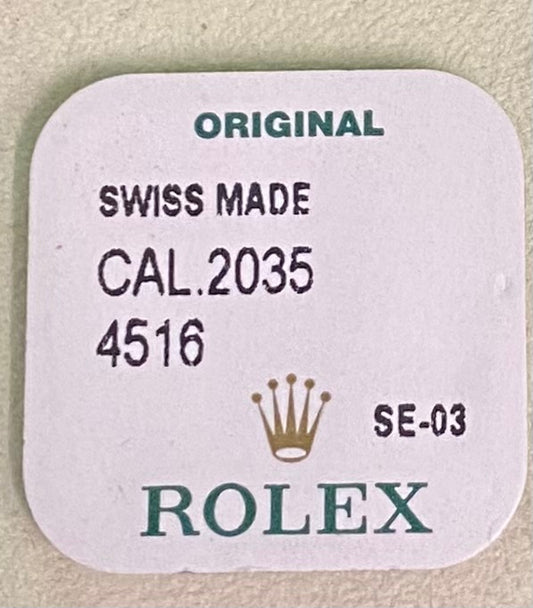 ORIGINAL
SWISS MADE
CAL.2035
4516
SE-03
ROLEX